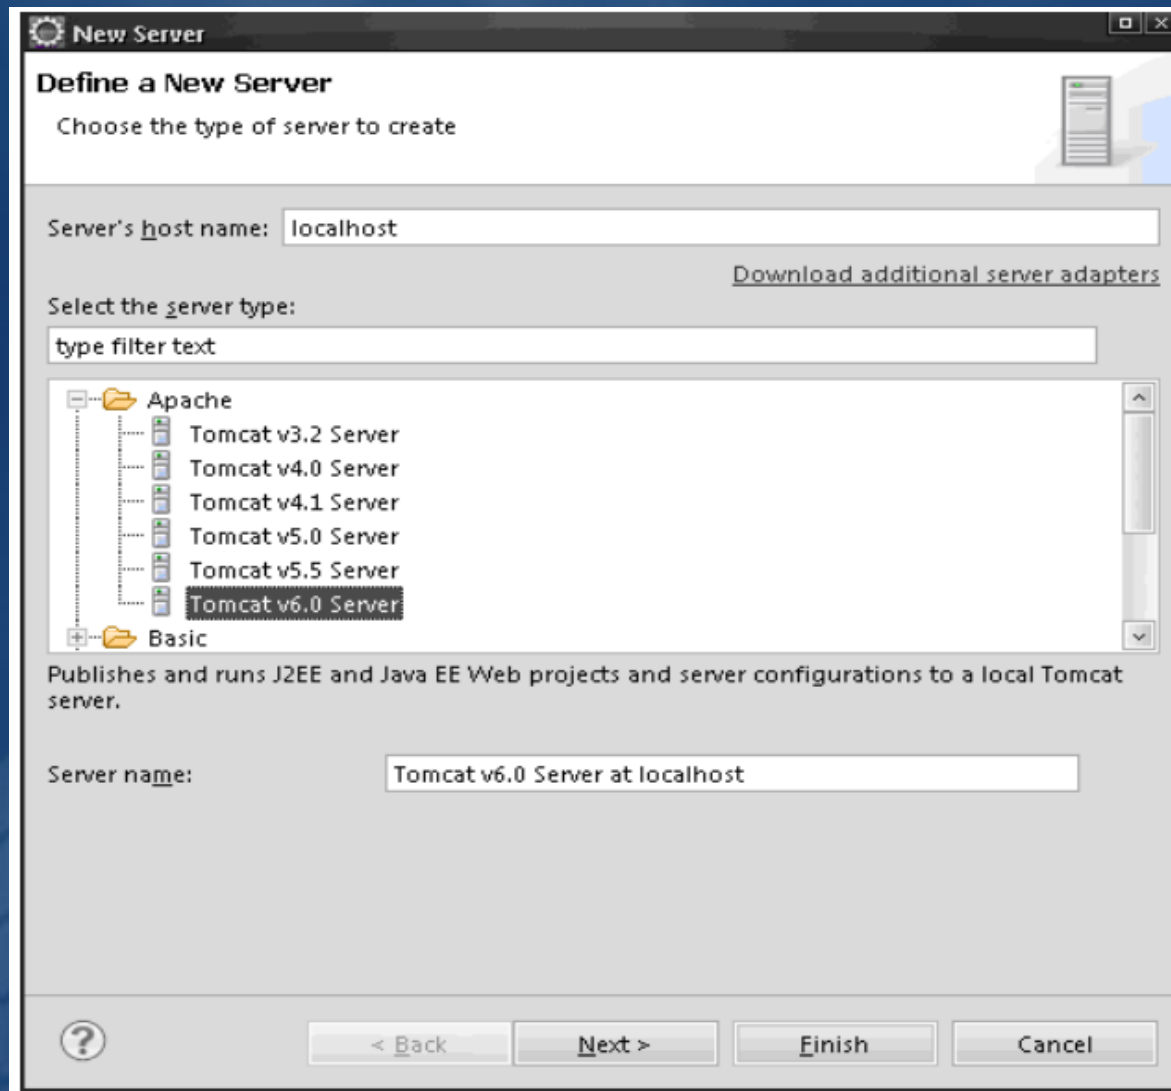 New Server
Define a New Server
Choose the type of server to create
Server's host name: localhost
Download additional server adapters
Select the server type:
type filter text
Apache
Tomcat v3.2 Server
Tomcat v4.0 Server
Tomcat v4.1 Server
Tomcat v5.0 Server
Tomcat v5.5 Server
Tomcat v6.0 Server
Basic
Publishes and runs J2EE and Java EE Web projects and server configurations to a local Tomcat
server.
Server name: Tomcat v6.0 Server at localhost
? < Back Next > Finish Cancel